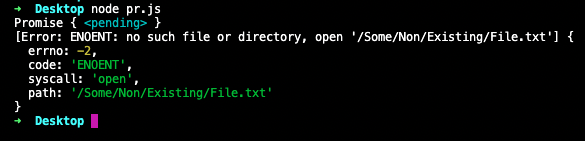 ➜ Desktop node pr.js
Promise { <pending> }
[Error: ENOENT: no such file or directory, open '/Some/Non/Existing/File.txt'] {
  errno: -2,
  code: 'ENOENT',
  syscall: 'open',
  path: '/Some/Non/Existing/File.txt'
}
➜ Desktop